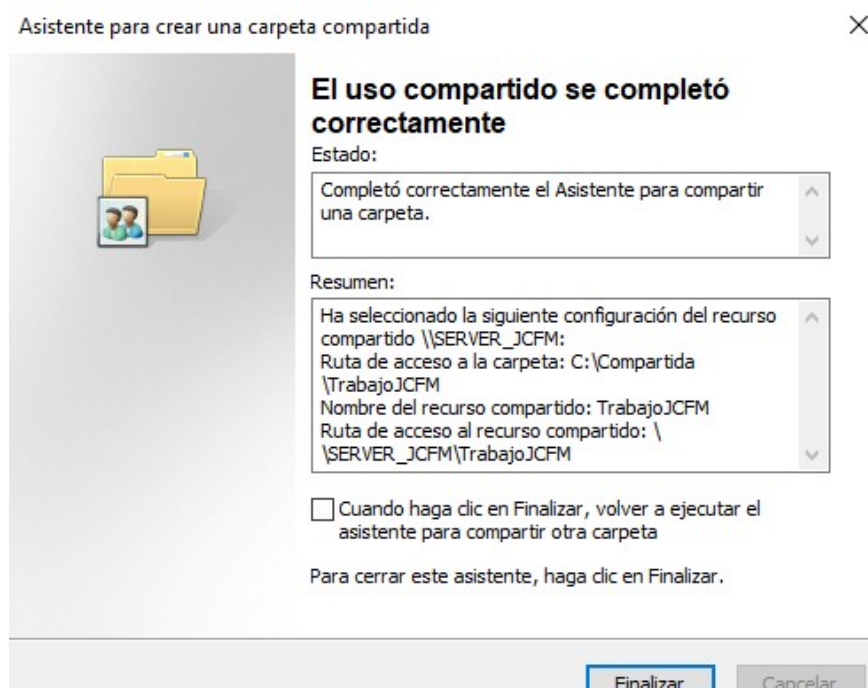 Asistente para crear una carpeta compartida
El uso compartido se completó
correctamente
Estado:
Completó correctamente el Asistente para compartir
una carpeta.
Resumen:
Ha seleccionado la siguiente configuración del recurso
compartido \\SERVER_JCFM:
Ruta de acceso a la carpeta: C:\Compartida
\TrabajoJCFM
Nombre del recurso compartido: TrabajoJCFM
Ruta de acceso al recurso compartido: \
\SERVER_JCFM\TrabajoJCFM
Cuando haga clic en Finalizar, volver a ejecutar el
asistente para compartir otra carpeta
Para cerrar este asistente, haga clic en Finalizar.
Finalizar
Cancelar